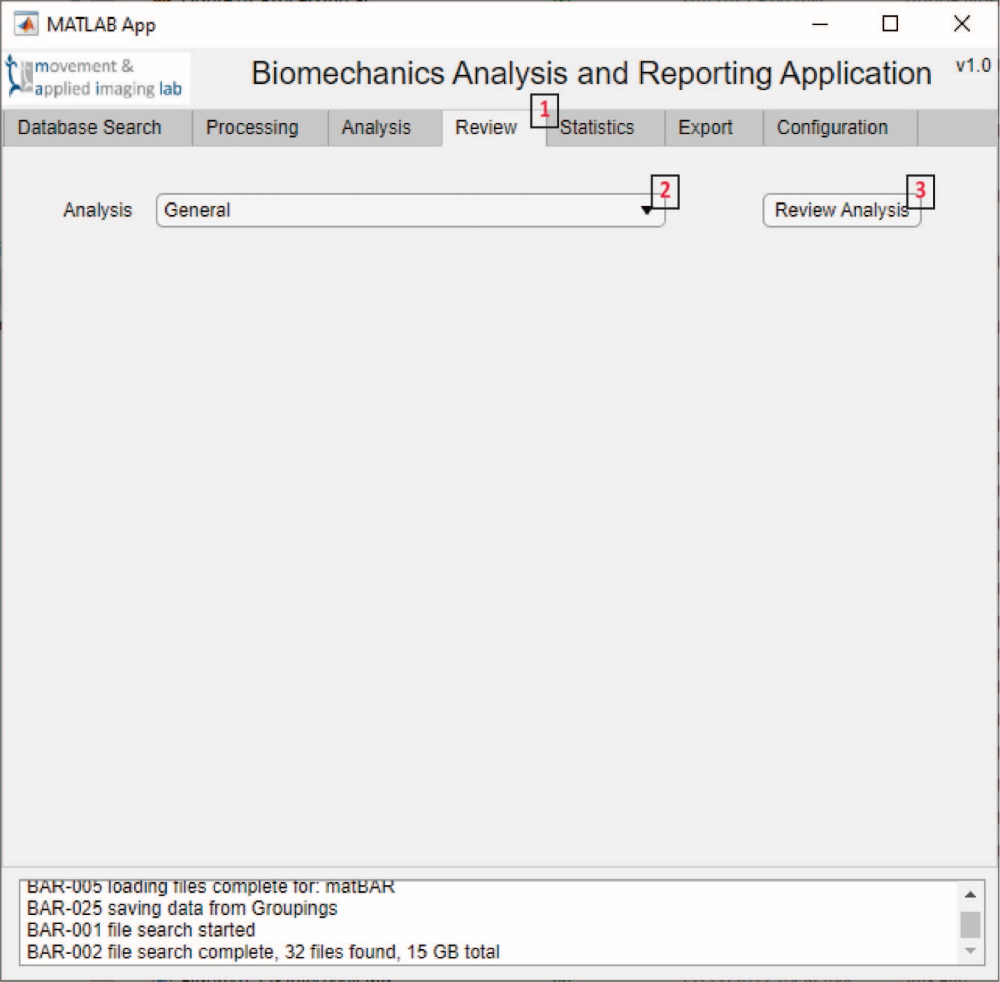 MATLAB App
movement &
applied imaging lab
Biomechanics Analysis and Reporting Application
v1.0
Database Search
Processing
Analysis
Review
1
Statistics
Export
Configuration
Analysis
General
2
Review Analysis
3
BAR-005 loading files complete for: matBAR
BAR-025 saving data from Groupings
BAR-001 file search started
BAR-002 file search complete, 32 files found, 15 GB total